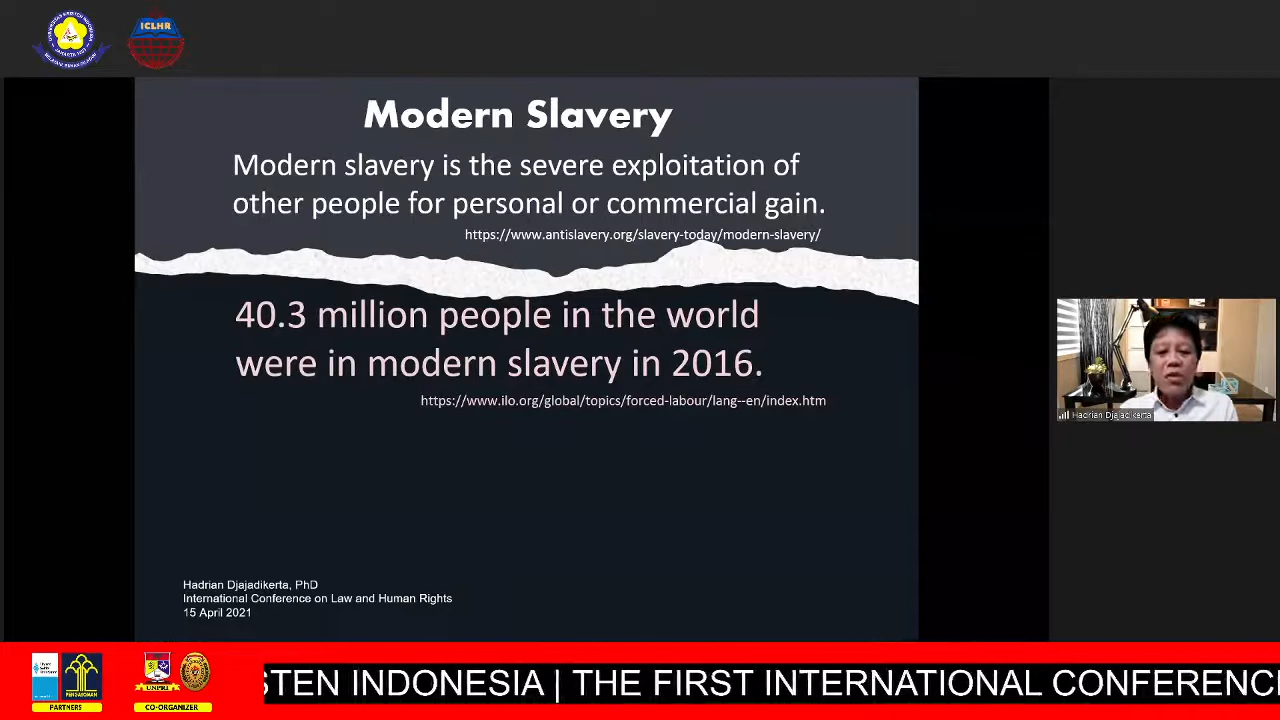 ICLHR
Modern Slavery
Modern slavery is the severe exploitation of
other people for personal or commercial gain.
https://www.antislavery.org/slavery-today/modern-slavery/
40.3 million people in the world
were in modern slavery in 2016.
https://www.ilo.org/global/topics/forced-labour/lang--en/index.htm
Hadrian Djajadikerta
Hadrian Djajadikerta, PhD
International Conference on Law and Human Rights
15 April 2021
PENGAYOMAN
UNPRI
PARTNERS
CO-ORGANIZER
STEN INDONESIA | THE FIRST INTERNATIONAL CONFERENC